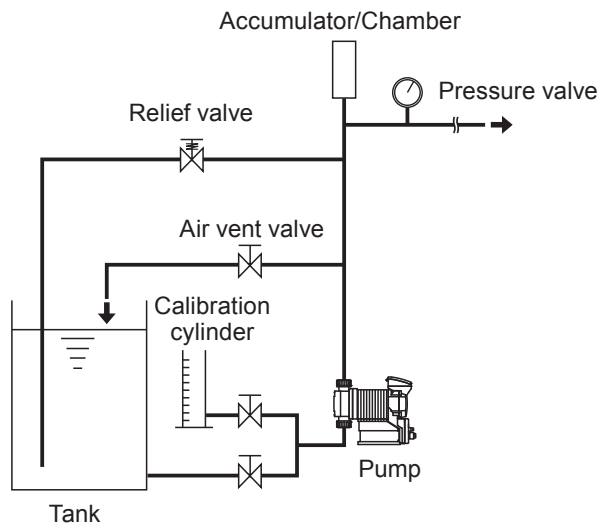 Accumulator/Chamber
Pressure valve
Relief valve
Air vent valve
Calibration
cylinder
Pump
Tank